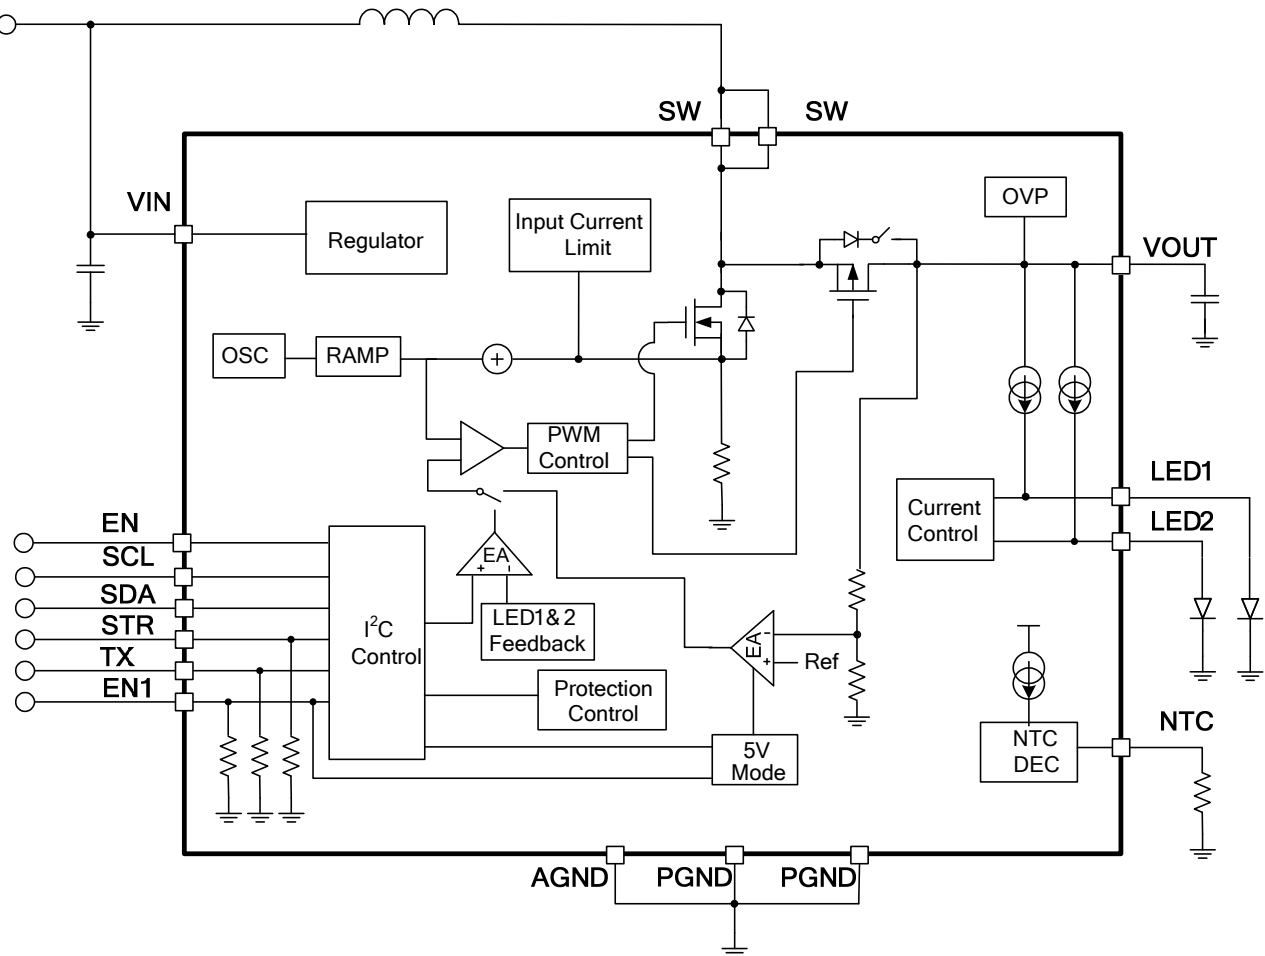 SW SW
VIN
OVP
Input Current
Limit
Regulator
VOUT
OSC
RAMP
+
PWM
Control
LED1
Current
Control
LED2
EN
SCL
EA
+ -
SDA
LED1& 2
Feedback
STR
I²C
Control
EA
-
+
Ref
TX
EN1
Protection
Control
NTC
5V
Mode
NTC
DEC
AGND PGND PGND